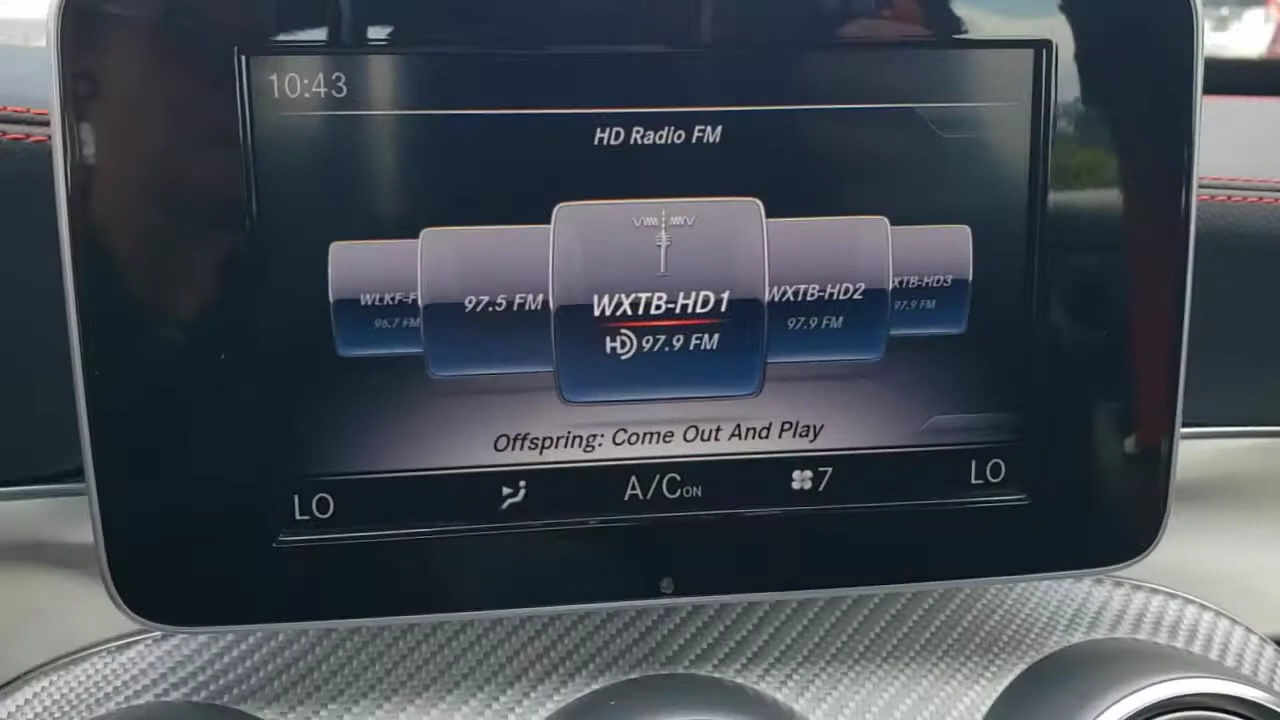 10:43
HD Radio FM
WLKF-F
96.7 FM
97.5 FM
WXTB-HD1
HD 97.9 FM
WXTB-HD2
97.9 FM
XTB-HD3
97.9 FM
Offspring: Come Out And Play
LO
A/C ON
7
LO